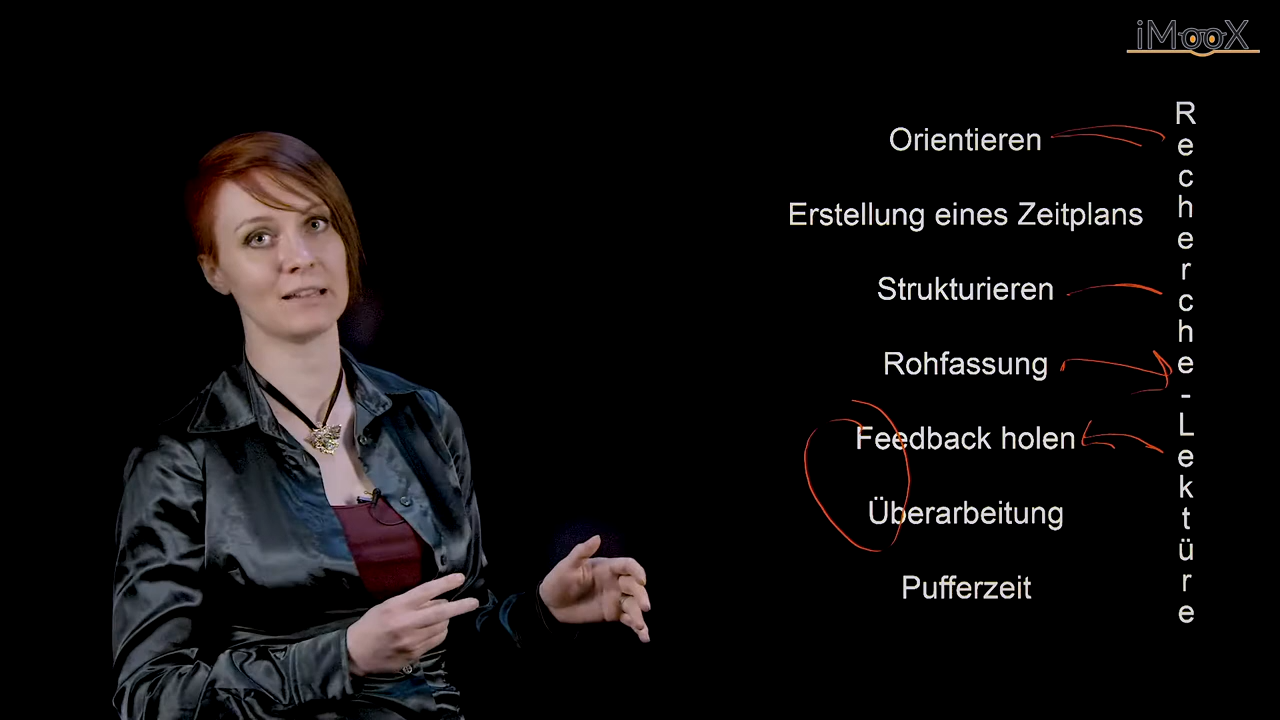 iMooX
Orientieren
Erstellung eines Zeitplans
Strukturieren
Rohfassung
Feedback holen
Überarbeitung
Pufferzeit
Recherche-Lektüre